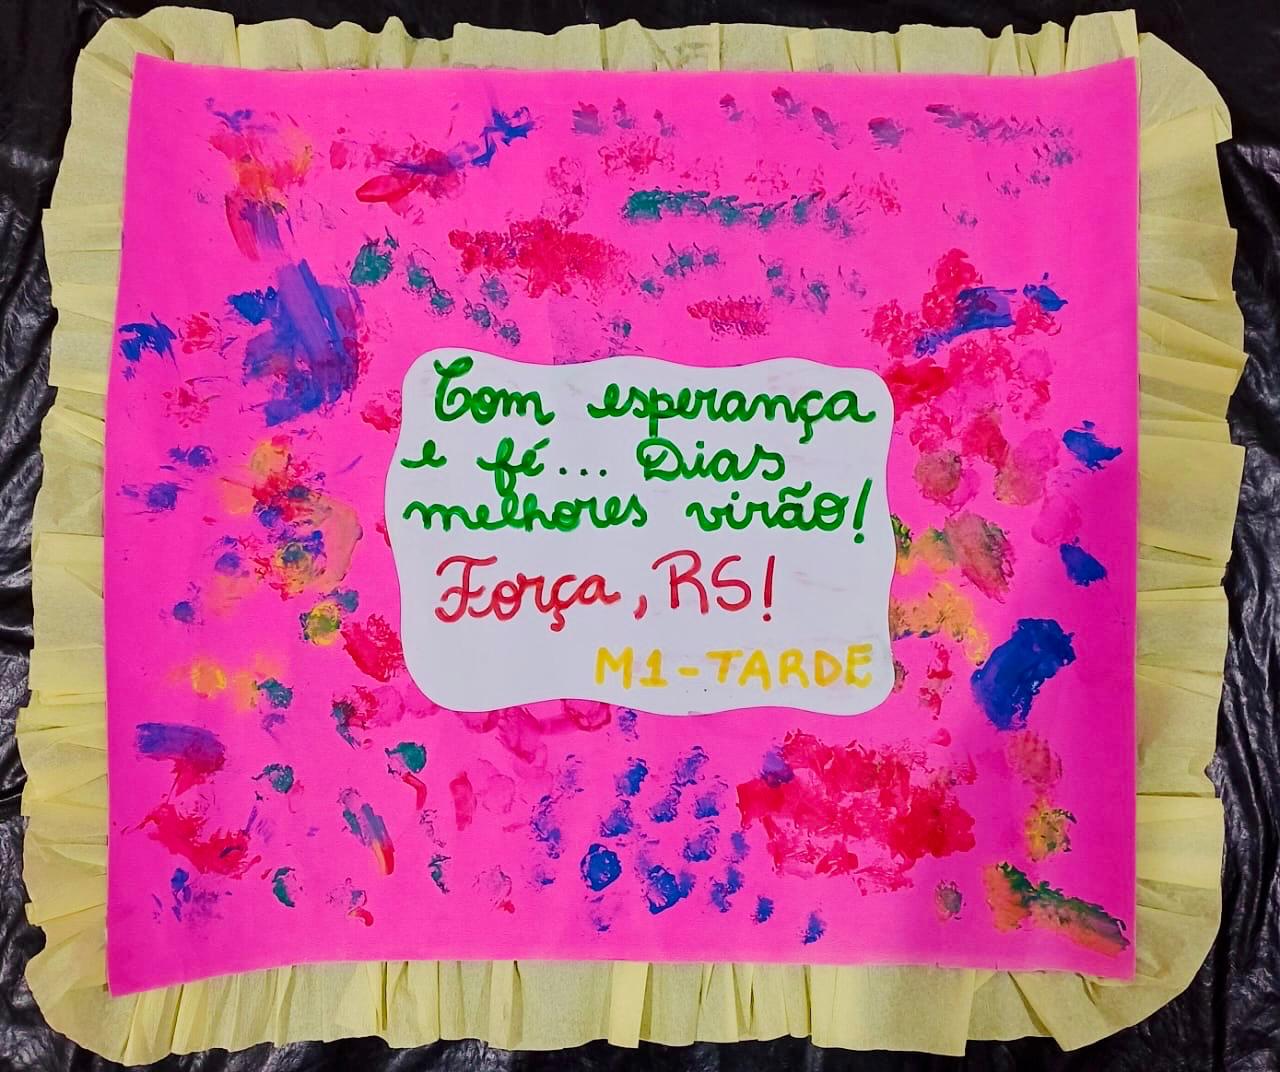 Com esperança
e fé... Dias
melhores virão!
Força, RS!
M1-TARDE